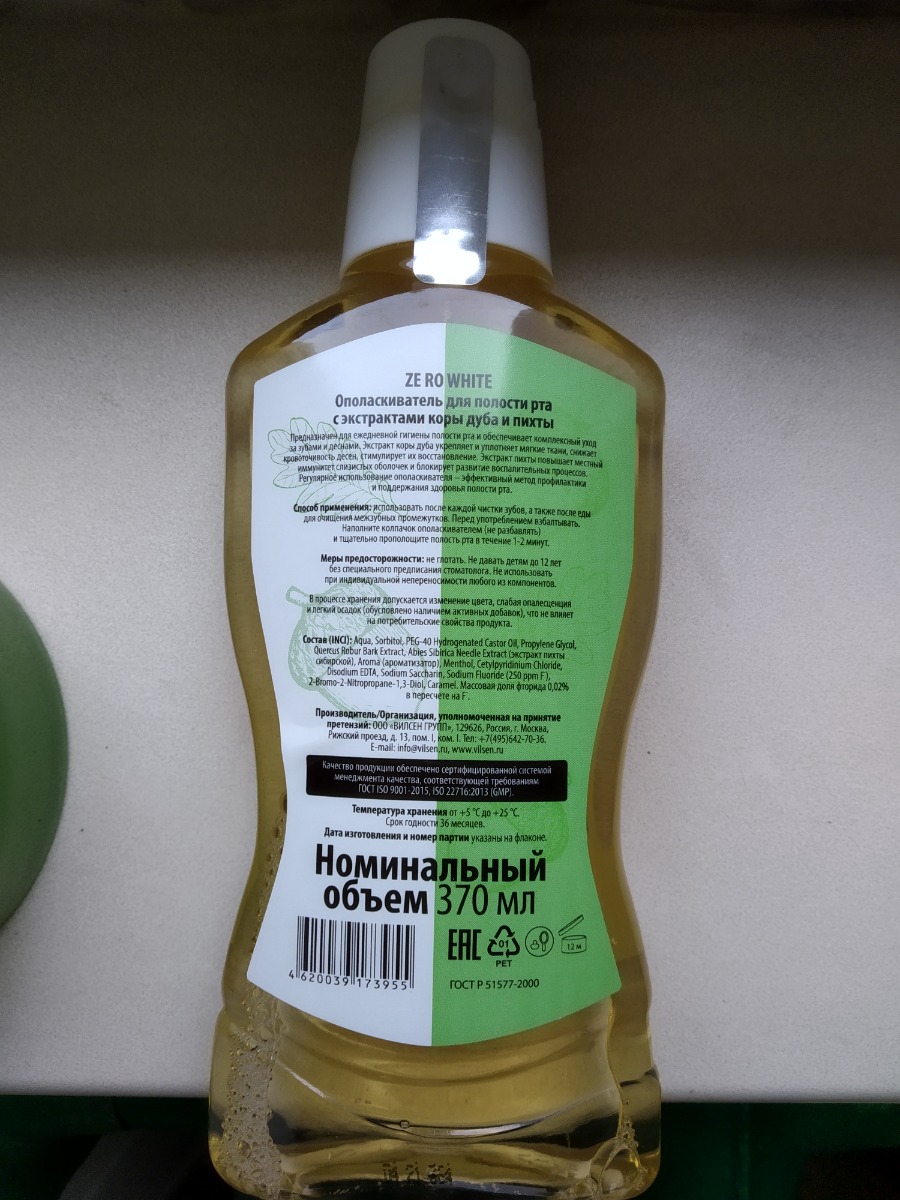 ZE RO WHITE
Ополаскиватель для полости рта
с экстрактами коры дуба и пихты
Предназначен для ежедневной гигиены полости рта и обеспечивает комплексный уход
за зубами и деснами. Экстракт коры дуба укрепляет и уплотняет мягкие ткани, снижает
кровоточивость десен, стимулирует их восстановление. Экстракт пихты повышает местный
иммунитет слизистых оболочек и блокирует развитие воспалительных процессов.
Регулярное использование ополаскивателя – эффективный метод профилактики
и поддержания здоровья полости рта.
Способ применения: использовать после каждой чистки зубов, а также после еды
для очищения межзубных промежутков. Перед употреблением взбалтывать.
Наполните колпачок ополаскивателем (не разбавлять)
и тщательно прополощите полость рта в течение 1-2 минут.
Меры предосторожности: не глотать. Не давать детям до 12 лет
без специального предписания стоматолога. Не использовать
при индивидуальной непереносимости любого из компонентов.
В процессе хранения допускается изменение цвета, слабая опалесценция
и легкий осадок (обусловлено наличием активных добавок), что не влияет
на потребительские свойства продукта.
Состав (INCI): Aqua, Sorbitol, PEG-40 Hydrogenated Castor Oil, Propylene Glycol,
Quercus Robur Bark Extract, Abies Sibirica Needle Extract (экстракт пихты
сибирской), Aroma (ароматизатор), Menthol, Cetylpyridinium Chloride,
Disodium EDTA, Sodium Saccharin, Sodium Fluoride (250 ppm F⁻),
2-Bromo-2-Nitropropane-1,3-Diol, Caramel. Массовая доля фторида 0,02%
в пересчете на F⁻.
Производитель/Организация, уполномоченная на принятие
претензий: ООО «ВИЛСЕН ГРУПП», 129626, Россия, г. Москва,
Рижский проезд, д. 13, пом. I, ком. I. Тел: +7(495)642-70-36.
E-mail: info@vilsen.ru, www.vilsen.ru
Качество продукции обеспечено сертифицированной системой
менеджмента качества, соответствующей требованиям
ГОСТ ISO 9001-2015, ISO 22716:2013 (GMP).
Температура хранения от +5 °С до +25 °С.
Срок годности 36 месяцев.
Дата изготовления и номер партии указаны на флаконе.
Номинальный
объем 370 мл
EAC 01 12 м
PET
4 620039 173955
ГОСТ Р 51577-2000